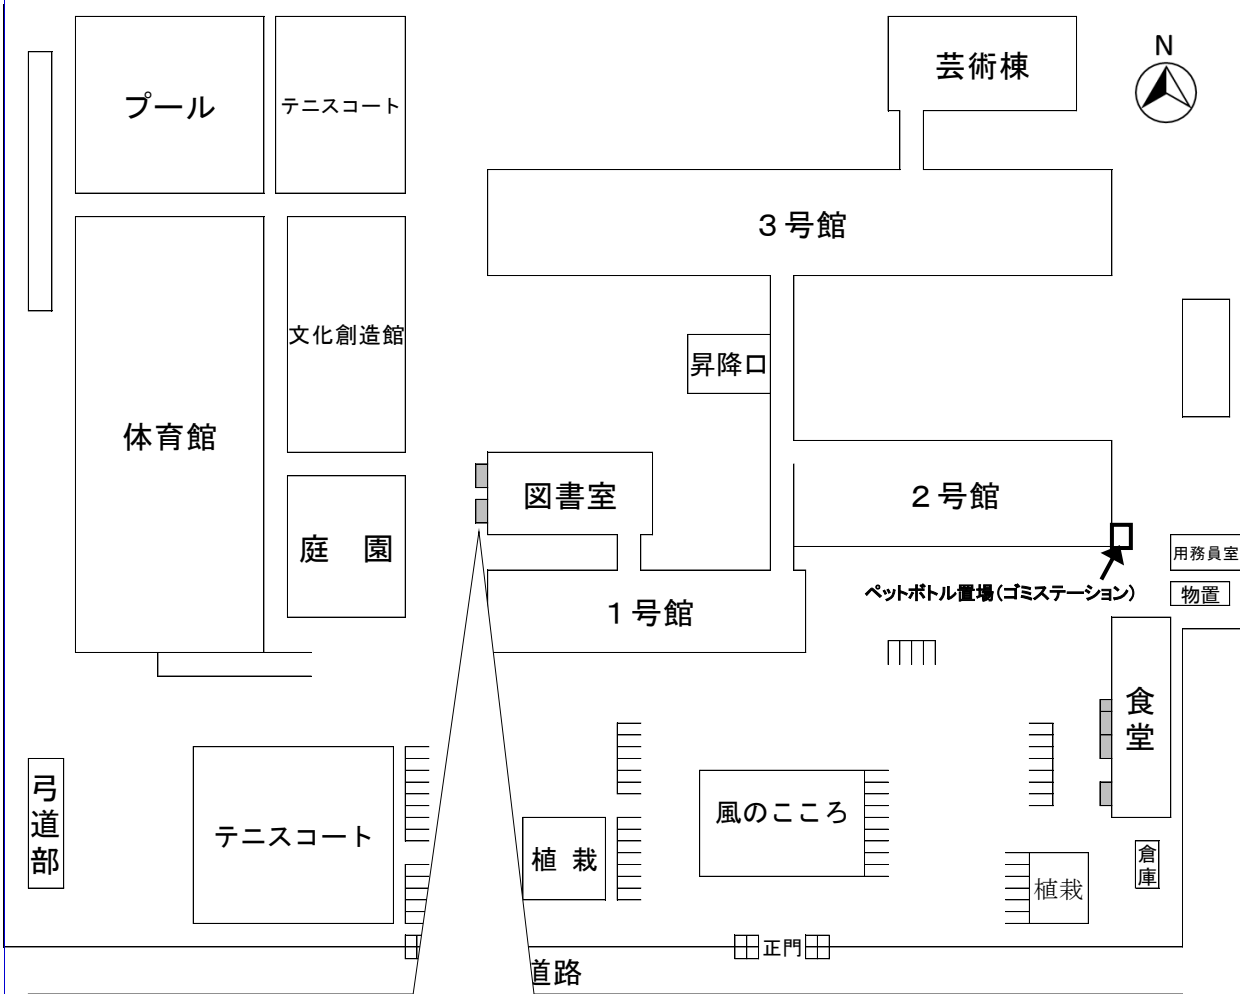 N
芸術棟
プール
テニスコート
３号館
文化創造館
昇降口
体育館
図書室
２号館
庭　園
用務員室
ペットボトル置場（ゴミステーション）
物置
１号館
食堂
弓道部
風のこころ
テニスコート
植 栽
倉庫
植栽
正門
道路